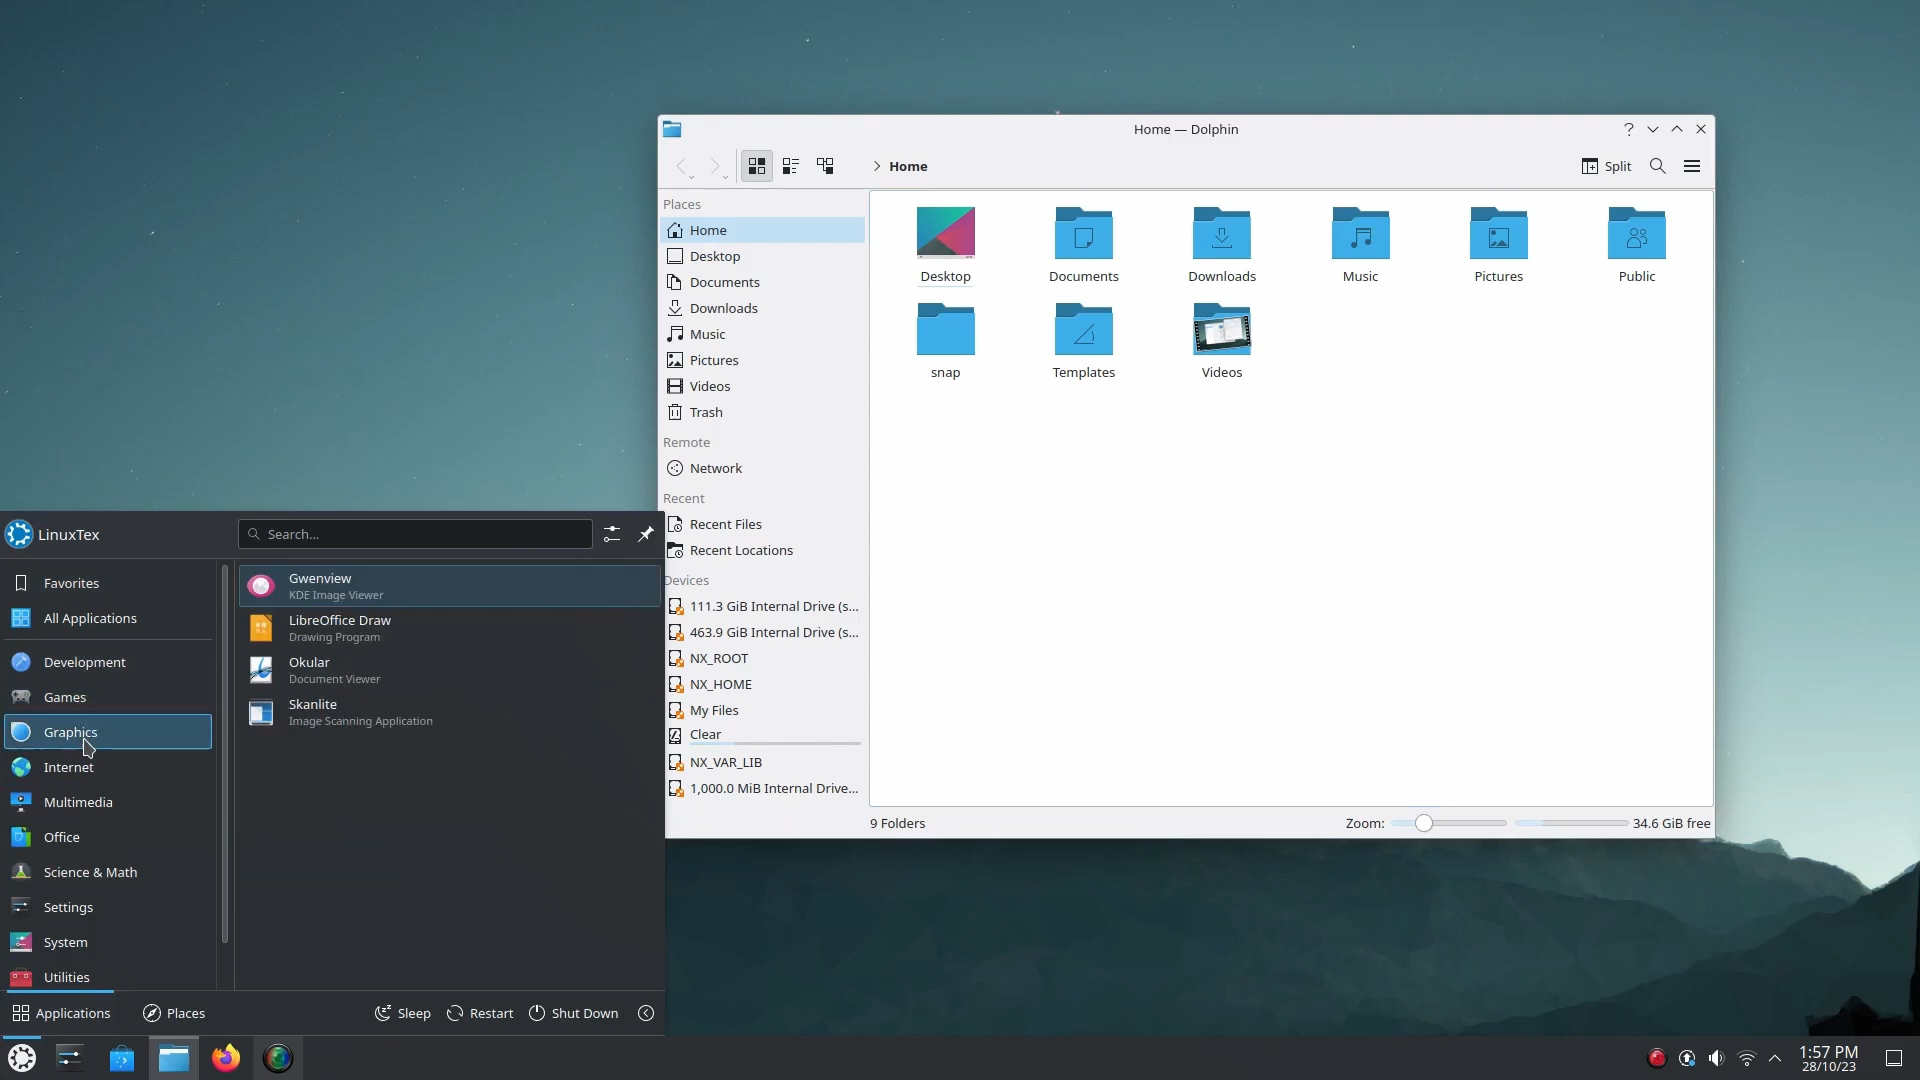 Home — Dolphin
Home
Split
Places
Home
Desktop
Documents
Downloads
Music
Pictures
Videos
Trash
Remote
Network
Recent
Recent Files
Recent Locations
Devices
111.3 GiB Internal Drive (s...
463.9 GiB Internal Drive (s...
NX_ROOT
NX_HOME
My Files
Clear
NX_VAR_LIB
1,000.0 MiB Internal Drive...
Desktop
Documents
Downloads
Music
Pictures
Public
snap
Templates
Videos
9 Folders
Zoom:
34.6 GiB free
LinuxTex
Search...
Favorites
All Applications
Development
Games
Graphics
Internet
Multimedia
Office
Science & Math
Settings
System
Utilities
Gwenview
KDE Image Viewer
LibreOffice Draw
Drawing Program
Okular
Document Viewer
Skanlite
Image Scanning Application
Applications
Places
Sleep
Restart
Shut Down
1:57 PM
28/10/23